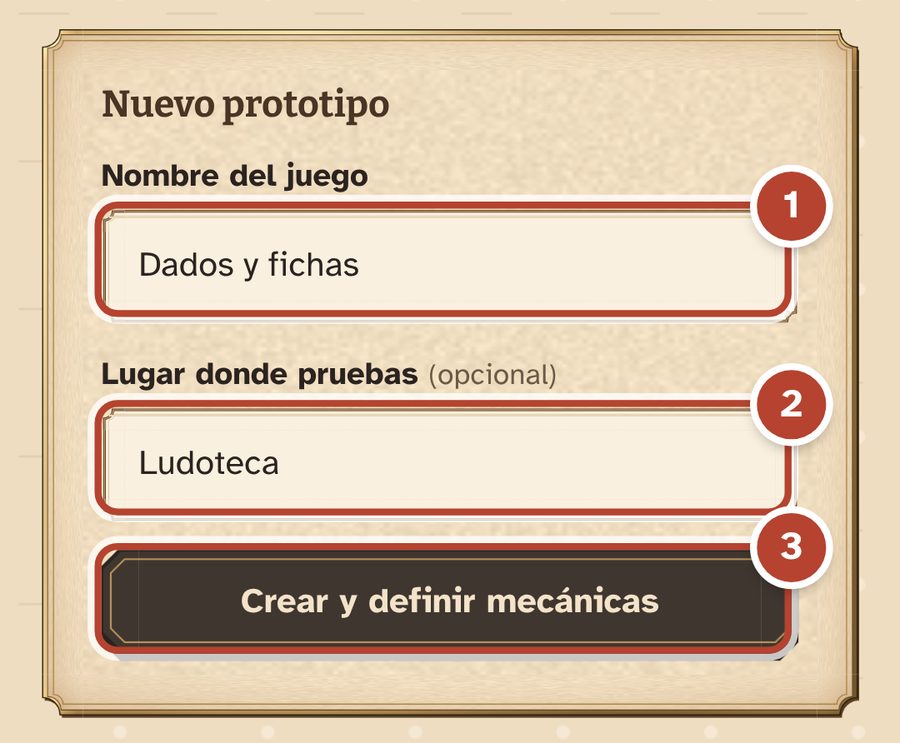 Nuevo prototipo
Nombre del juego
1
Dados y fichas
Lugar donde pruebas (opcional)
2
Ludoteca
3
Crear y definir mecánicas